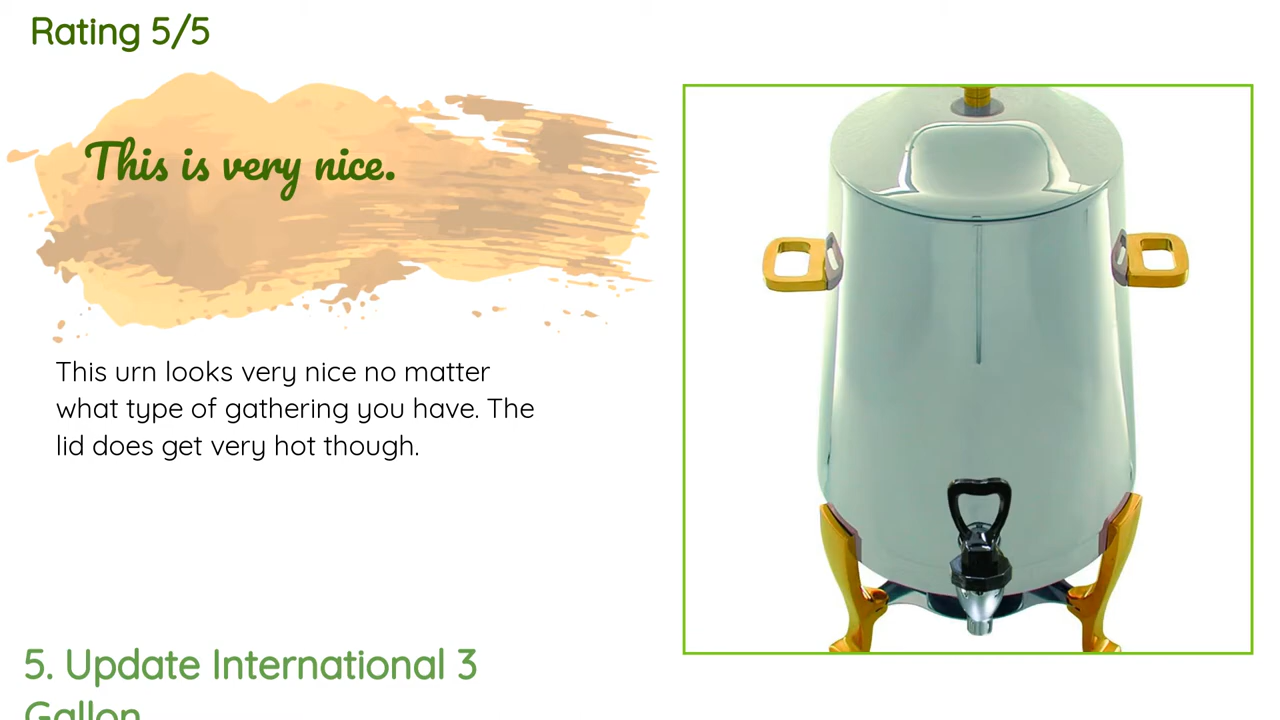 Rating 5/5
This is very nice.
This urn looks very nice no matter
what type of gathering you have. The
lid does get very hot though.
5. Update International 3
Gallon